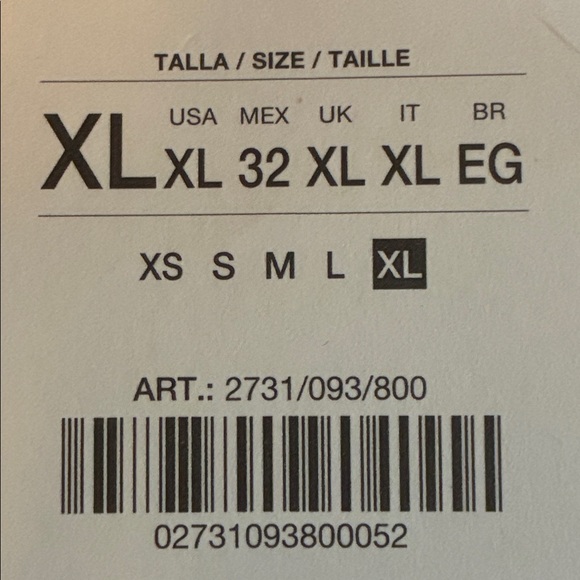 TALLA / SIZE / TAILLE
USA MEX UK IT BR
XL XL 32 XL XL EG
XS S M L XL
ART.: 2731/093/800
02731093800052